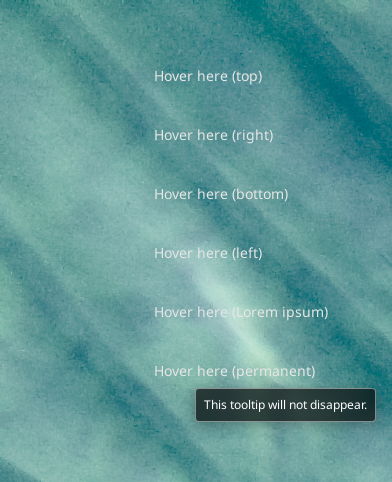 Hover here (top)
Hover here (right)
Hover here (bottom)
Hover here (left)
Hover here (Lorem ipsum)
Hover here (permanent)
This tooltip will not disappear.